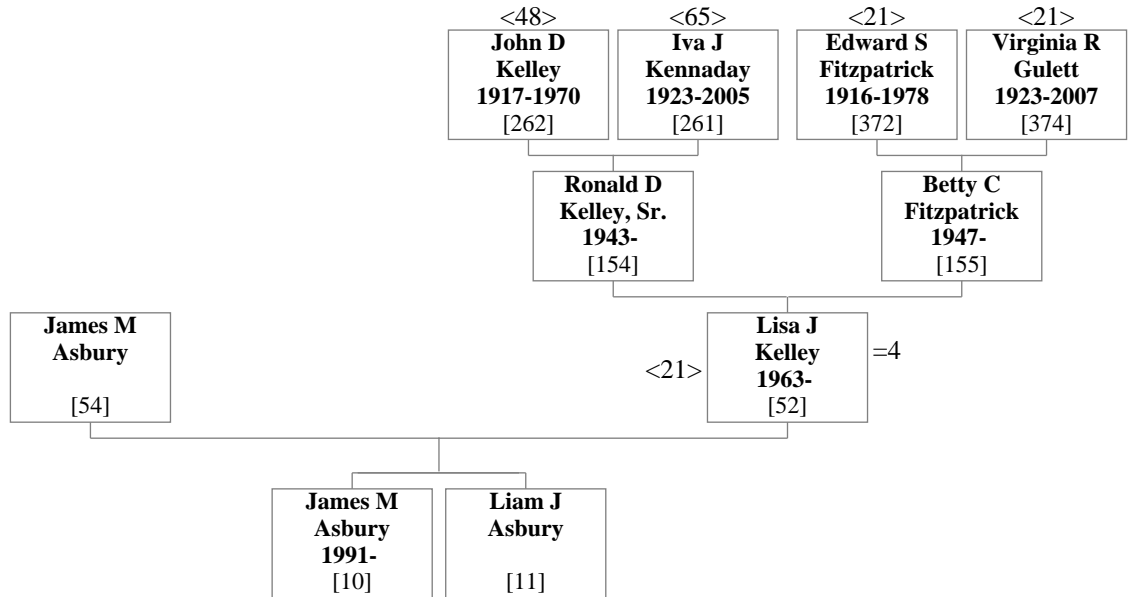 <48>
<65>
<21>
<21>
John D
Kelley
1917-1970
[262]
Iva J
Kennaday
1923-2005
[261]
Edward S
Fitzpatrick
1916-1978
[372]
Virginia R
Gulett
1923-2007
[374]
Ronald D
Kelley, Sr.
1943-
[154]
Betty C
Fitzpatrick
1947-
[155]
James M
Asbury
[54]
<21>
Lisa J
Kelley
1963-
[52]
=4
James M
Asbury
1991-
[10]
Liam J
Asbury
[11]